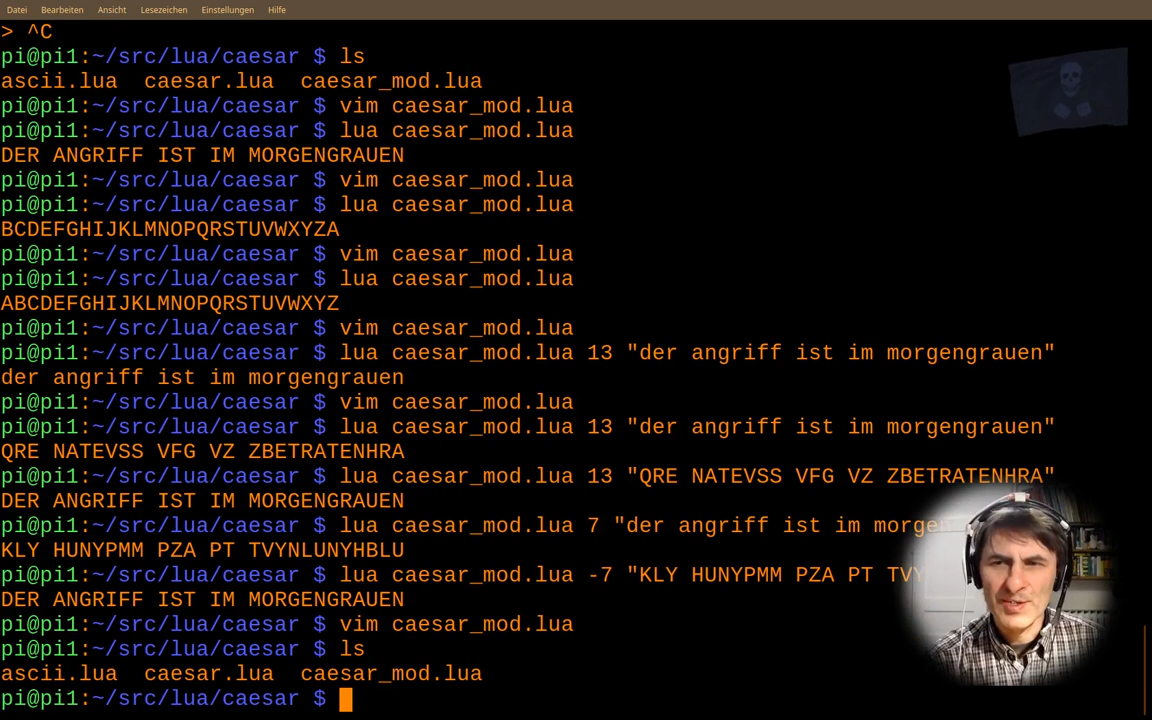 Datei Bearbeiten Ansicht Lesezeichen Einstellungen Hilfe
> ^C
pi@pi1:~/src/lua/caesar $ ls
ascii.lua caesar.lua caesar_mod.lua
pi@pi1:~/src/lua/caesar $ vim caesar_mod.lua
pi@pi1:~/src/lua/caesar $ lua caesar_mod.lua
DER ANGRIFF IST IM MORGENGRAUEN
pi@pi1:~/src/lua/caesar $ vim caesar_mod.lua
pi@pi1:~/src/lua/caesar $ lua caesar_mod.lua
BCDEFGHIJKLMNOPQRSTUVWXYZA
pi@pi1:~/src/lua/caesar $ vim caesar_mod.lua
pi@pi1:~/src/lua/caesar $ lua caesar_mod.lua
ABCDEFGHIJKLMNOPQRSTUVWXYZ
pi@pi1:~/src/lua/caesar $ vim caesar_mod.lua
pi@pi1:~/src/lua/caesar $ lua caesar_mod.lua 13 "der angriff ist im morgengrauen"
der angriff ist im morgengrauen
pi@pi1:~/src/lua/caesar $ vim caesar_mod.lua
pi@pi1:~/src/lua/caesar $ lua caesar_mod.lua 13 "der angriff ist im morgengrauen"
QRE NATEVSS VFG VZ ZBETRATENHRA
pi@pi1:~/src/lua/caesar $ lua caesar_mod.lua 13 "QRE NATEVSS VFG VZ ZBETRATENHRA"
DER ANGRIFF IST IM MORGENGRAUEN
pi@pi1:~/src/lua/caesar $ lua caesar_mod.lua 7 "der angriff ist im morgen
KLY HUNYPMM PZA PT TVYNLUNYHBLU
pi@pi1:~/src/lua/caesar $ lua caesar_mod.lua -7 "KLY HUNYPMM PZA PT TVY
DER ANGRIFF IST IM MORGENGRAUEN
pi@pi1:~/src/lua/caesar $ vim caesar_mod.lua
pi@pi1:~/src/lua/caesar $ ls
ascii.lua caesar.lua caesar_mod.lua
pi@pi1:~/src/lua/caesar $